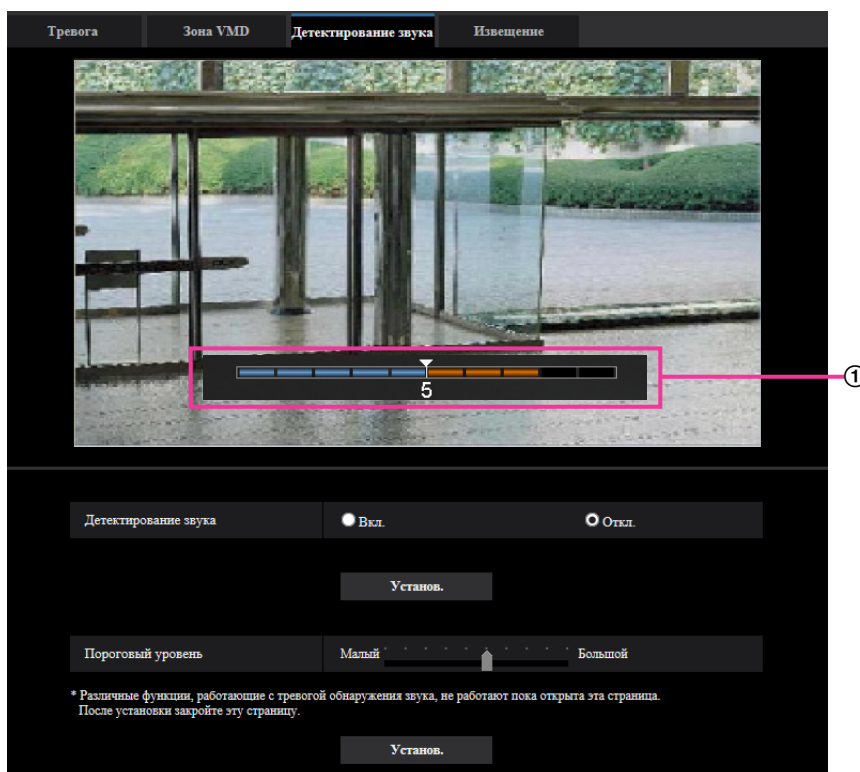 Тревога Зона VMD Детектирование звука Извещение
5
①
Детектирование звука Вкл. Откл.
Установ.
Пороговый уровень Малый Большой
* Различные функции, работающие с тревогой обнаружения звука, не работают пока открыта эта страница.
После установки закройте эту страницу.
Установ.